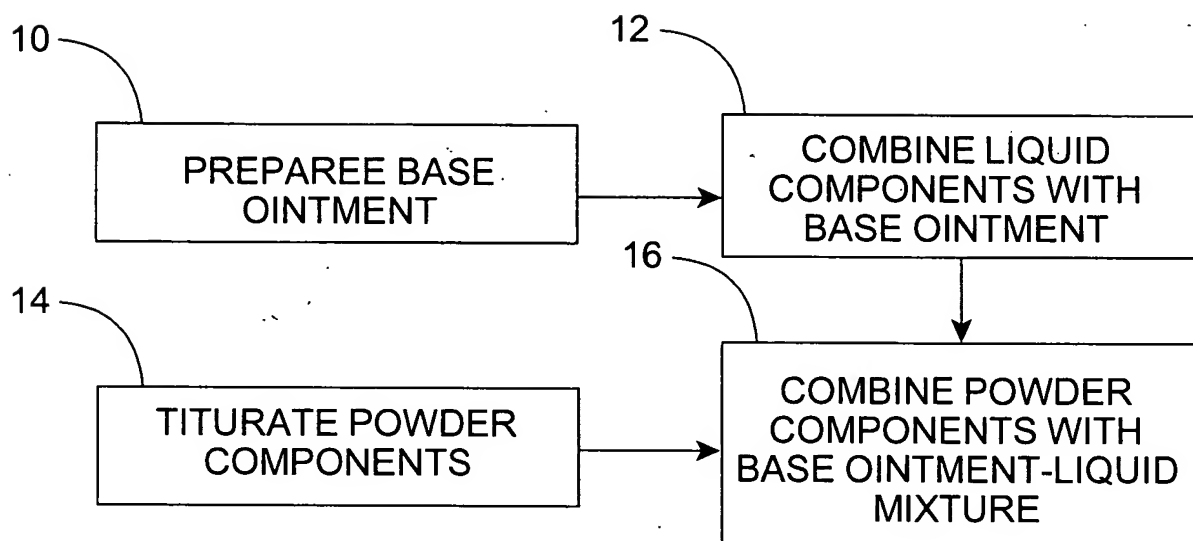 10
PREPAREE BASE
OINTMENT
12
COMBINE LIQUID
COMPONENTS WITH
BASE OINTMENT
14
TITURATE POWDER
COMPONENTS
16
COMBINE POWDER
COMPONENTS WITH
BASE OINTMENT-LIQUID
MIXTURE